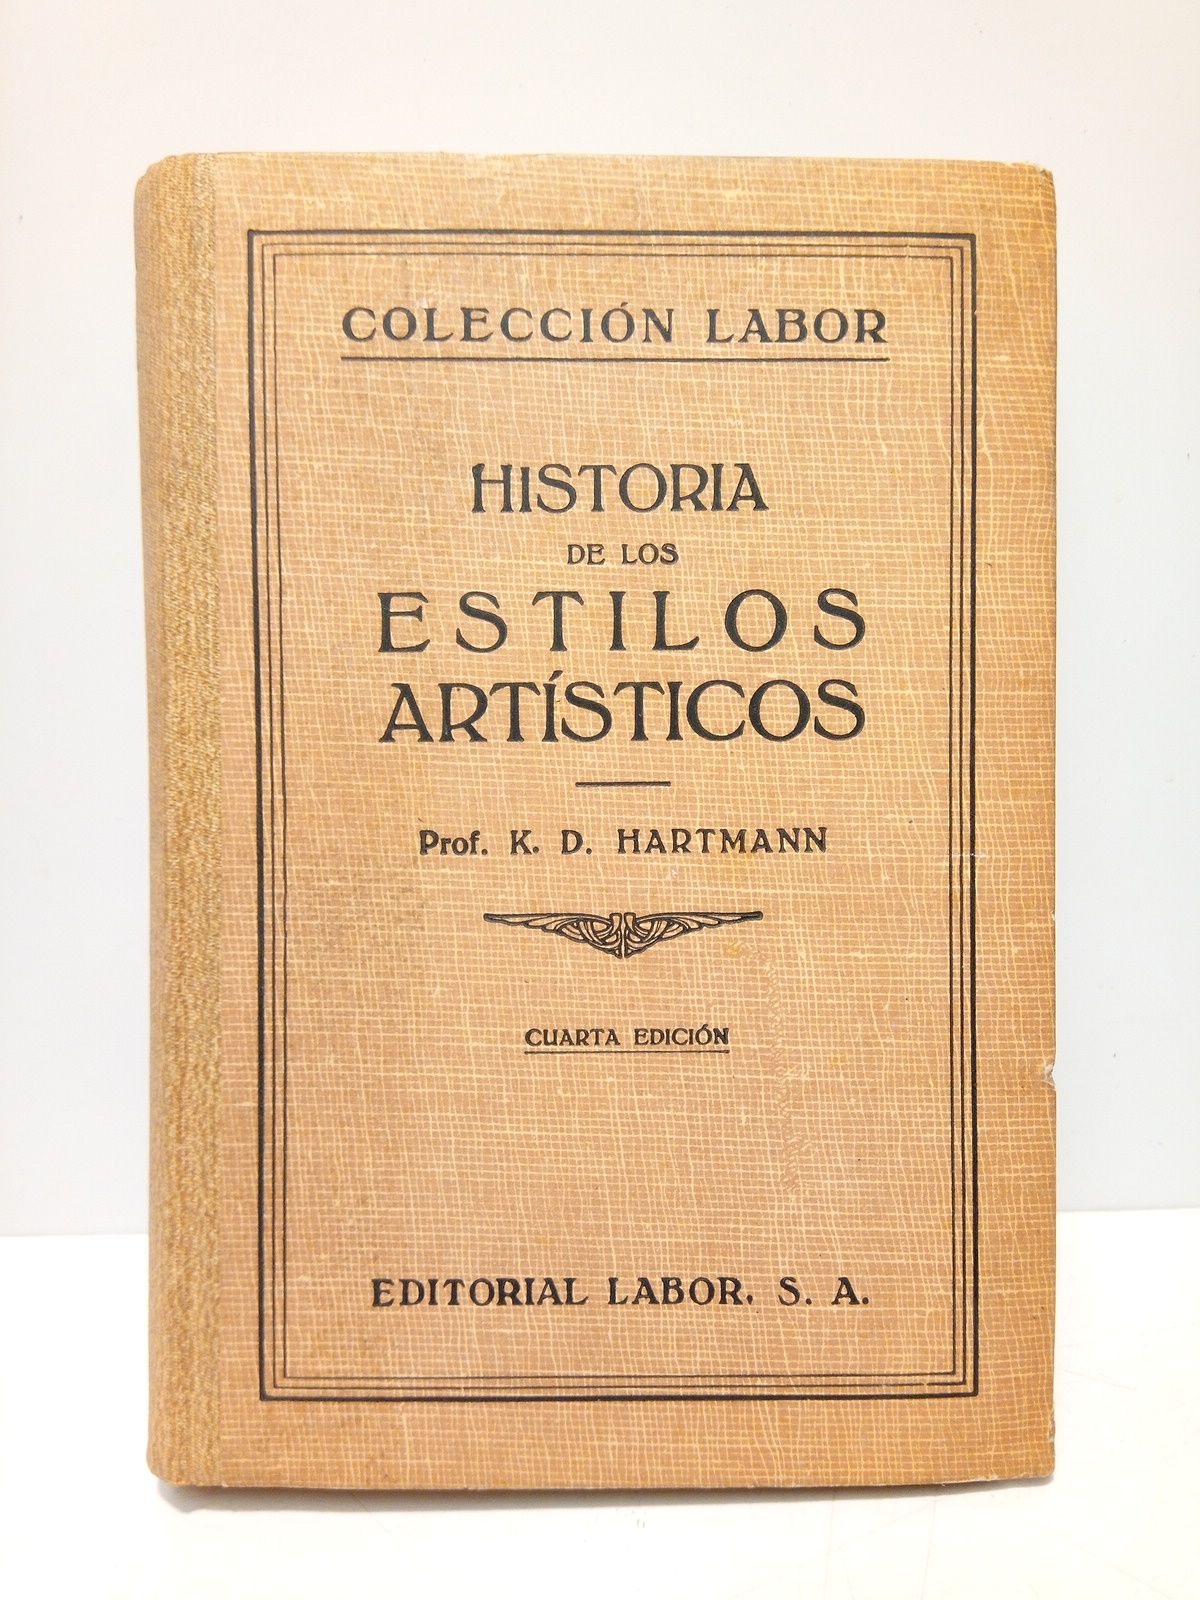 COLECCIÓN LABOR
HISTORIA
DE LOS
ESTILOS
ARTÍSTICOS
Prof. K. D. HARTMANN
CUARTA EDICIÓN
EDITORIAL LABOR, S. A.